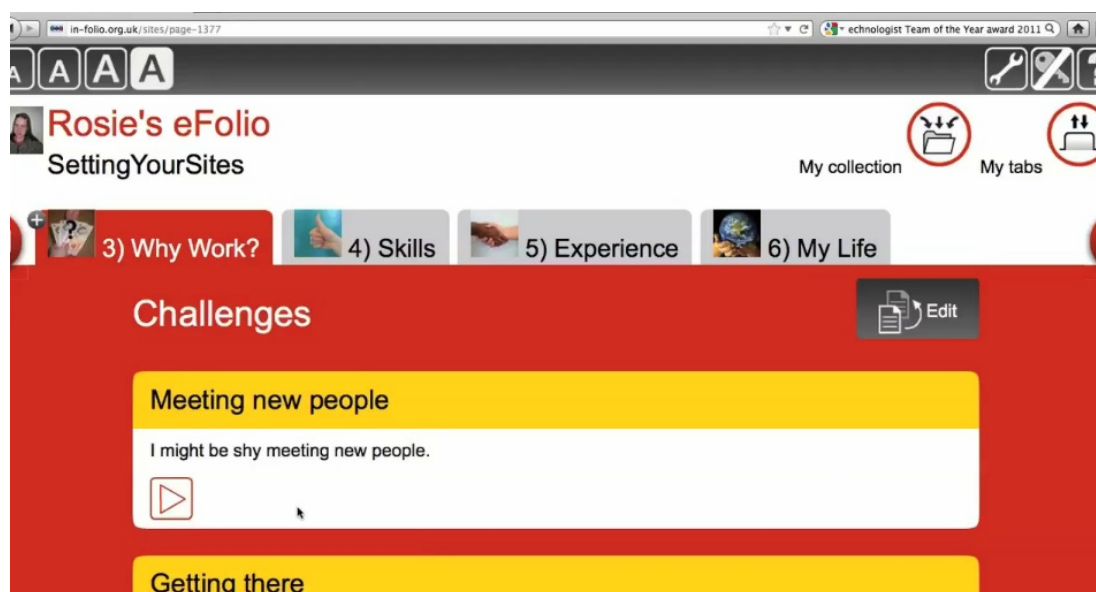 in-folio.org.uk/sites/page-1377
echnologist Team of the Year award 2011
A A A A
Rosie's eFolio
SettingYourSites
My collection
My tabs
3) Why Work?
4) Skills
5) Experience
6) My Life
Challenges
Edit
Meeting new people
I might be shy meeting new people.
Getting there